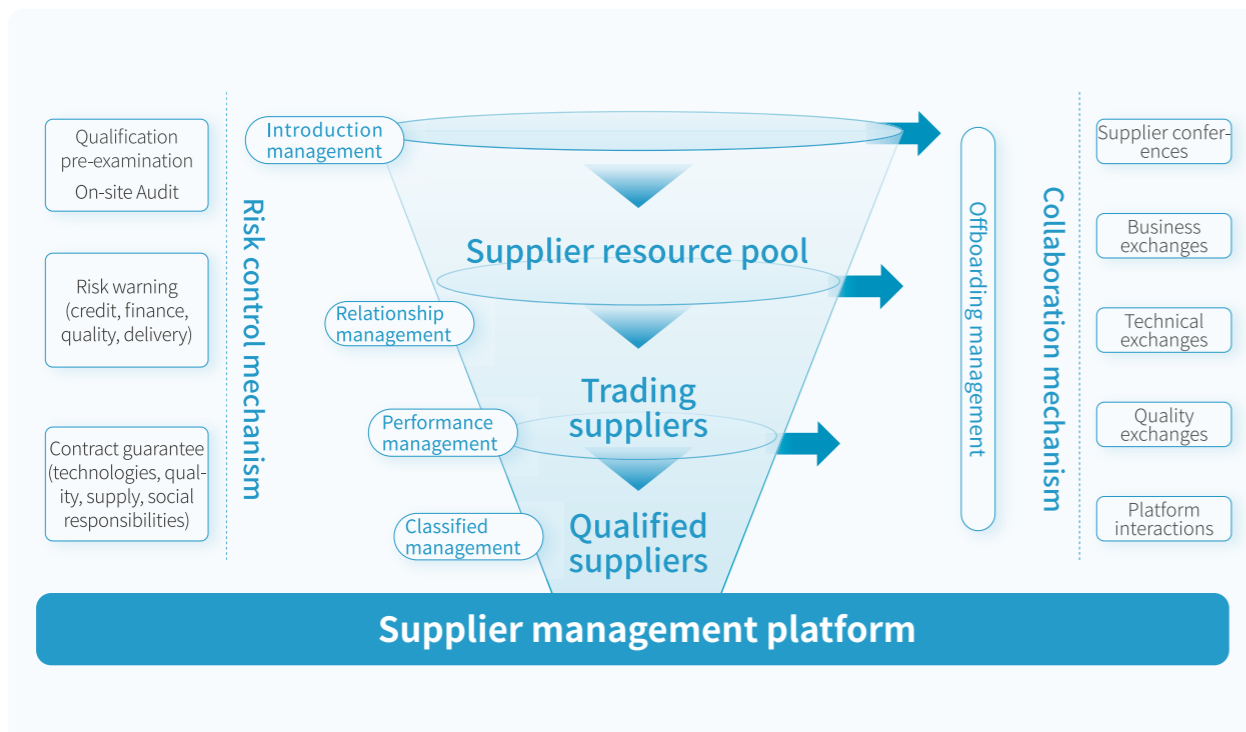 Qualification
pre-examination
On-site Audit
Risk warning
(credit, finance,
quality, delivery)
Contract guarantee
(technologies, qual-
ity, supply, social
responsibilities)
Risk control mechanism
Introduction
management
Supplier resource pool
Relationship
management
Trading
suppliers
Performance
management
Classified
management
Qualified
suppliers
Offboarding management
Collaboration mechanism
Supplier confer-
ences
Business
exchanges
Technical
exchanges
Quality
exchanges
Platform
interactions
Supplier management platform